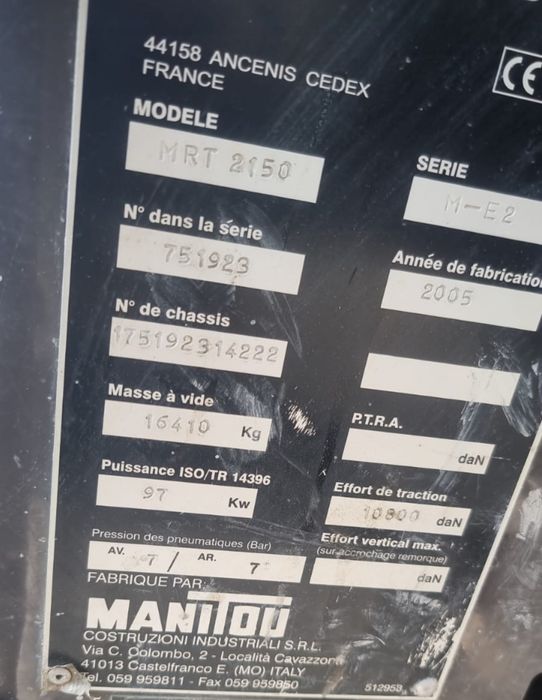 44158 ANCENIS CEDEX
FRANCE
CE
MODELE
MRT 2150
SERIE
M-E2
N° dans la série
751923
Année de fabrication
2005
N° de chassis
175192314222
Masse à vide
16410 Kg
P.T.R.A.
daN
Puissance ISO/TR 14396
97 Kw
Effort de traction
10800 daN
Pression des pneumatiques (Bar)
AV. 7 / AR. 7
Effort vertical max.
(sur accrochage remorque)
daN
FABRIQUE PAR:
MANITOU
COSTRUZIONI INDUSTRIALI S.R.L.
Via C. Colombo, 2 - Località Cavazzona
41013 Castelfranco E. (MO) ITALY
Tel. 059 959811 - Fax 059 959850
512953